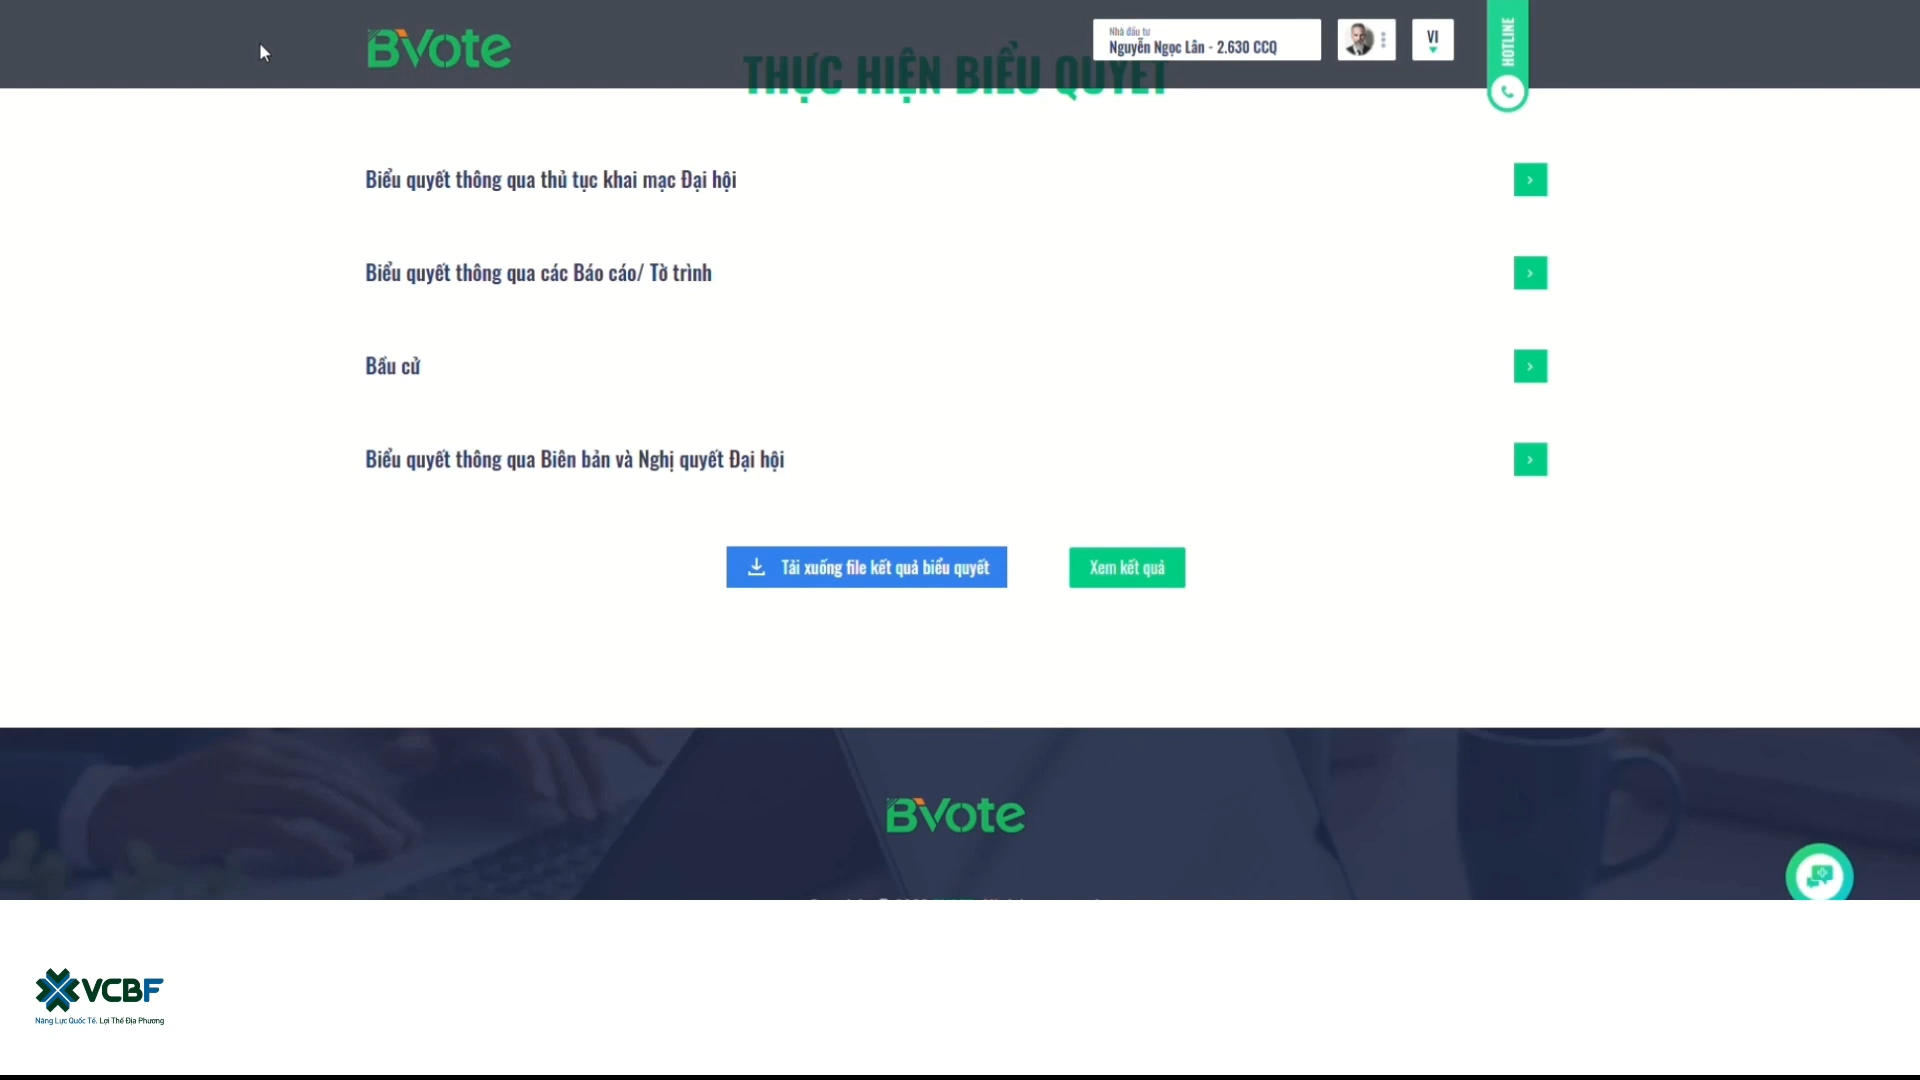 BVote
Nhà đầu tư
Nguyễn Ngọc Lân - 2.630 CCQ
VI
HOTLINE
THỰC HIỆN BIỂU QUYẾT
Biểu quyết thông qua thủ tục khai mạc Đại hội
Biểu quyết thông qua các Báo cáo/ Tờ trình
Bầu cử
Biểu quyết thông qua Biên bản và Nghị quyết Đại hội
Tải xuống file kết quả biểu quyết
Xem kết quả
BVote
VCBF
Năng Lực Quốc Tế. Lợi Thế Địa Phương